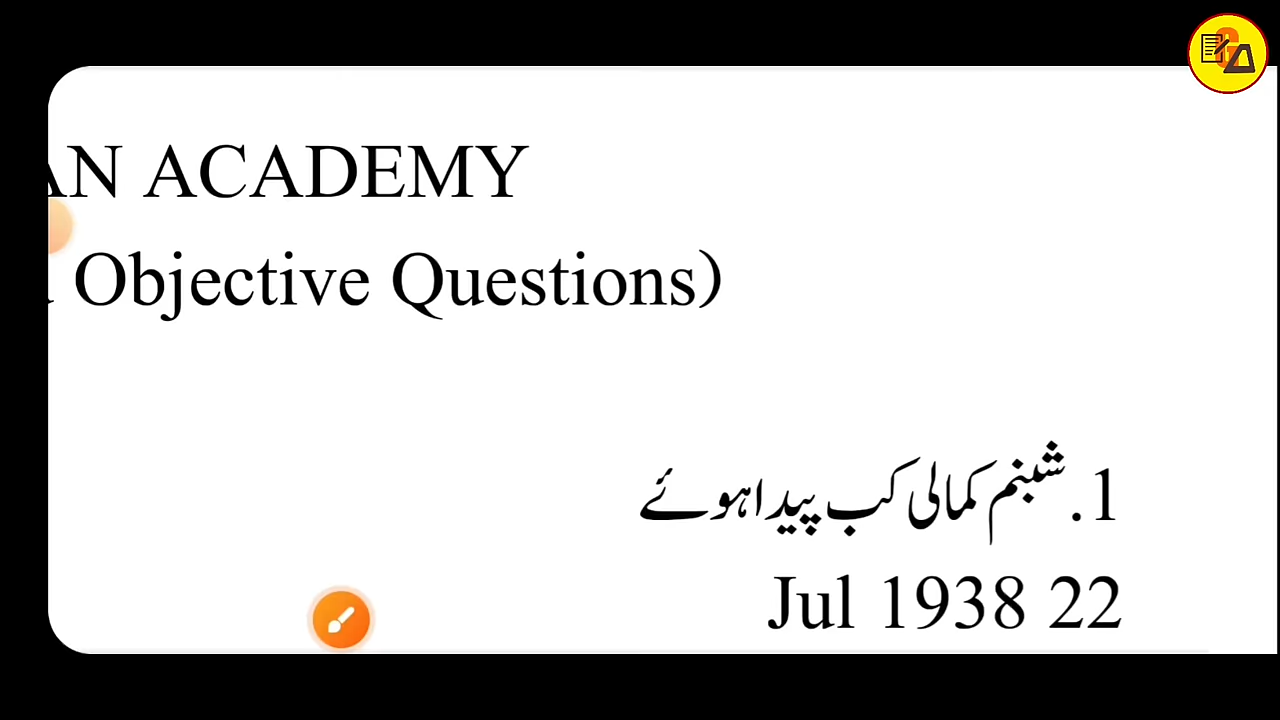 AN ACADEMY
Objective Questions)
1. شبنم کمالی کب پیدا ہوئے
22 Jul 1938